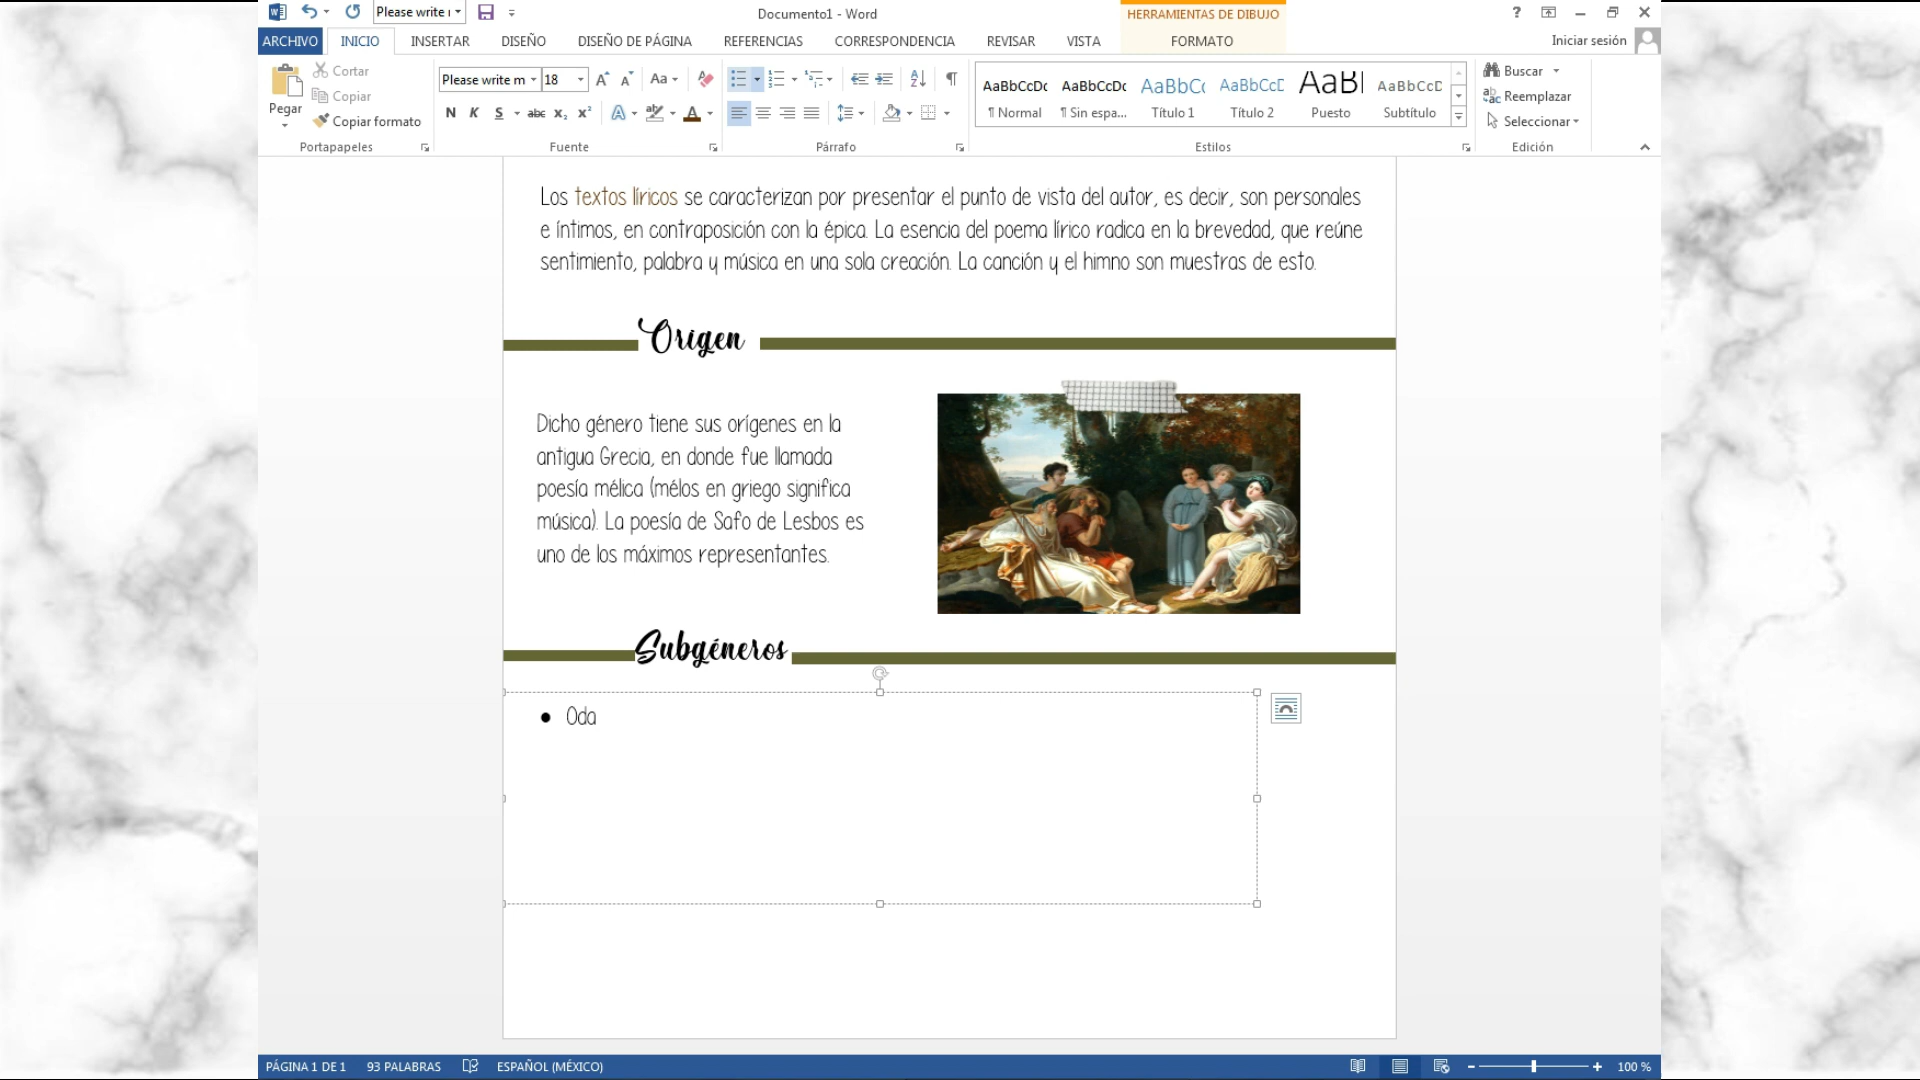 Please write
Documento1 - Word
HERRAMIENTAS DE DIBUJO
?
ARCHIVO
INICIO
INSERTAR
DISEÑO
DISEÑO DE PÁGINA
REFERENCIAS
CORRESPONDENCIA
REVISAR
VISTA
FORMATO
Iniciar sesión
Pegar
Cortar
Copiar
Copiar formato
Portapapeles
Please write m
18
Aa
N K S abc x₂ x²
Fuente
Párrafo
AaBbCcDc
¶ Normal
AaBbCcDc
¶ Sin espa...
AaBbC
Título 1
AaBbCcD
Título 2
AaB
Puesto
AaBbCcD
Subtítulo
Estilos
Buscar
Reemplazar
Seleccionar
Edición
Los textos líricos se caracterizan por presentar el punto de vista del autor, es decir, son personales
e íntimos, en contraposición con la épica. La esencia del poema lírico radica en la brevedad, que reúne
sentimiento, palabra y música en una sola creación. La canción y el himno son muestras de esto.
Origen
Dicho género tiene sus orígenes en la
antigua Grecia, en donde fue llamada
poesía mélica (mélos en griego significa
música). La poesía de Safo de Lesbos es
uno de los máximos representantes.
Subgéneros
• Oda
PÁGINA 1 DE 1
93 PALABRAS
ESPAÑOL (MÉXICO)
100 %